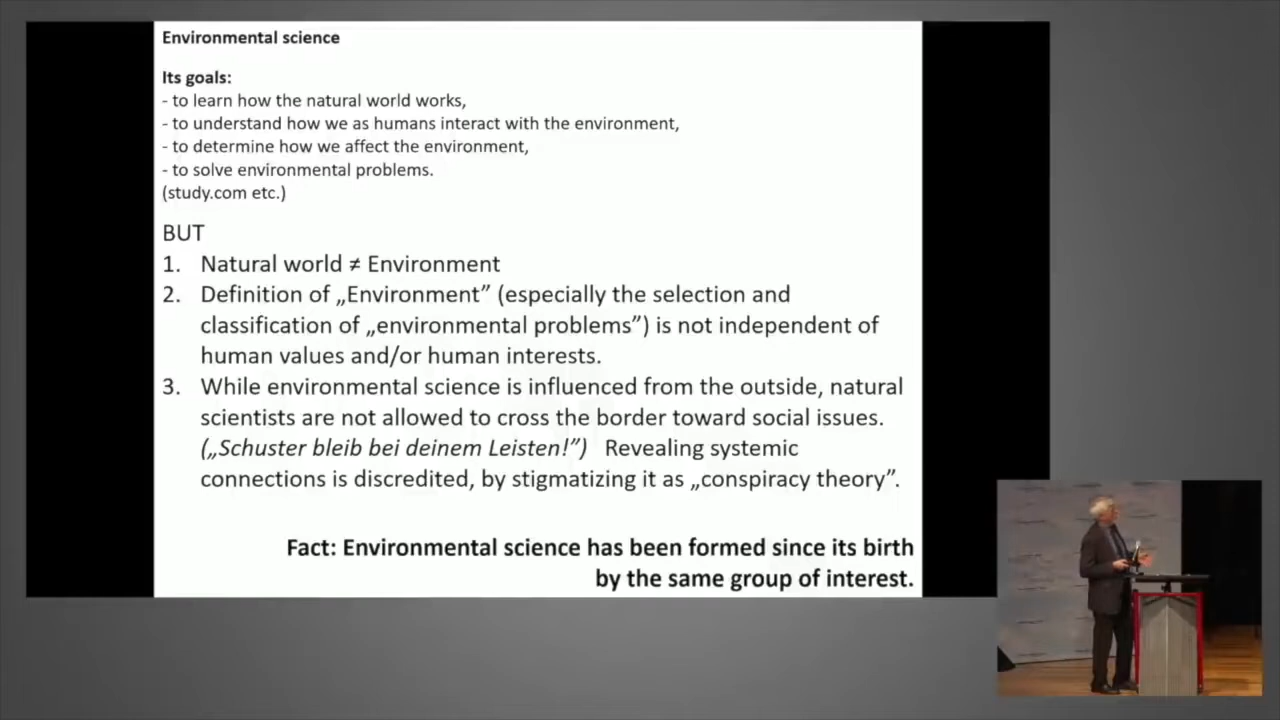 Environmental science
Its goals:
- to learn how the natural world works,
- to understand how we as humans interact with the environment,
- to determine how we affect the environment,
- to solve environmental problems.
(study.com etc.)
BUT
1. Natural world ≠ Environment
2. Definition of „Environment” (especially the selection and
classification of „environmental problems”) is not independent of
human values and/or human interests.
3. While environmental science is influenced from the outside, natural
scientists are not allowed to cross the border toward social issues.
(„Schuster bleib bei deinem Leisten!”) Revealing systemic
connections is discredited, by stigmatizing it as „conspiracy theory”.
Fact: Environmental science has been formed since its birth
by the same group of interest.